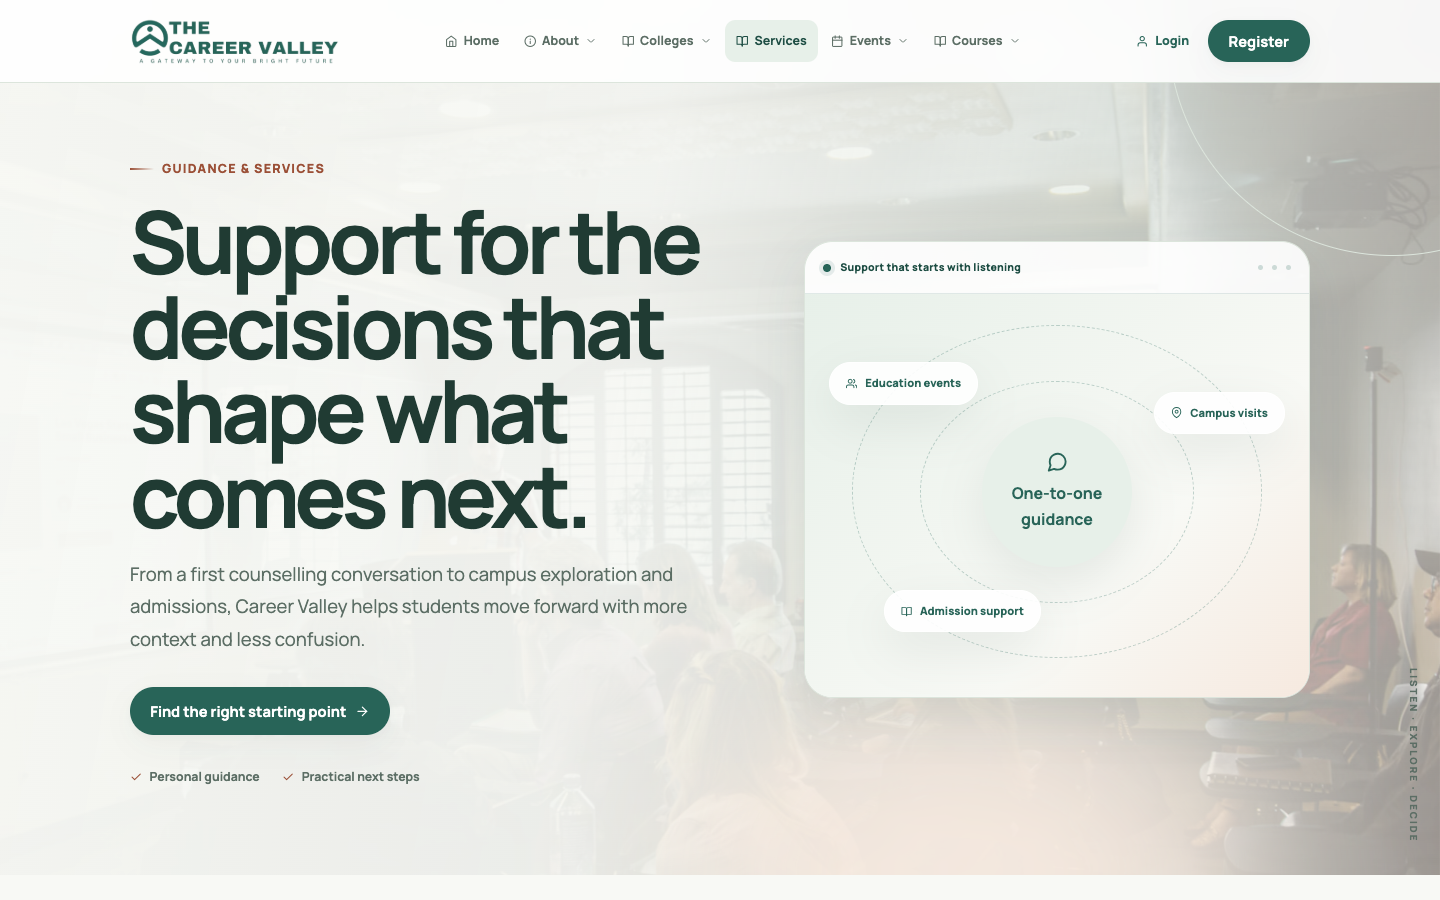 THE
CAREER VALLEY
A GATEWAY TO YOUR BRIGHT FUTURE
Home
About
Colleges
Services
Events
Courses
Login
Register
GUIDANCE & SERVICES
Support for the
decisions that
shape what
comes next.
From a first counselling conversation to campus exploration and
admissions, Career Valley helps students move forward with more
context and less confusion.
Find the right starting point
Personal guidance
Practical next steps
Support that starts with listening
Education events
Campus visits
One-to-one
guidance
Admission support
LISTEN · EXPLORE · DECIDE